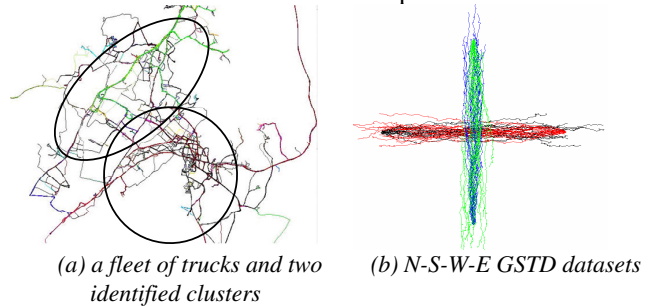 (a) a fleet of trucks and two
identified clusters
(b) N-S-W-E GSTD datasets